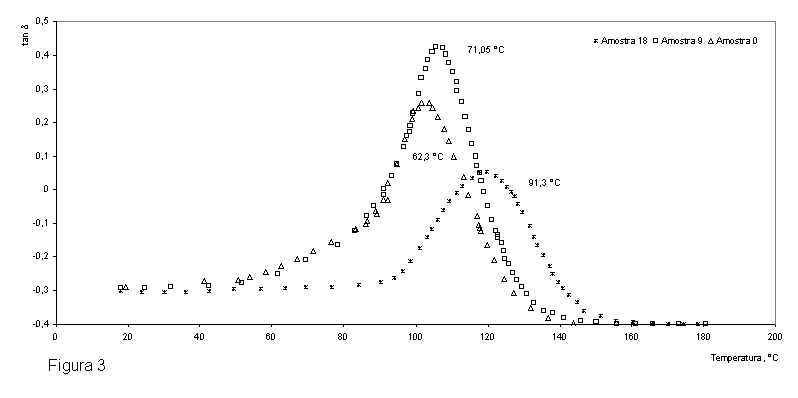 tan δ
0,5
0,4
0,3
0,2
0,1
0
-0,1
-0,2
-0,3
-0,4
Amostra 18 Amostra 9 Amostra 0
71,05 °C
62,3 °C
91,3 °C
0 20 40 60 80 100 120 140 160 180 200
Temperatura, °C
Figura 3